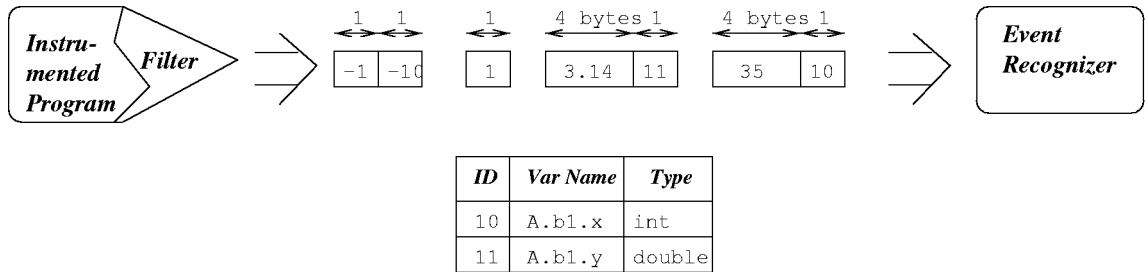 1 1 1 4 bytes 1 4 bytes 1
Instru-
mented
Program
Filter
-1 -10 1 3.14 11 35 10
Event
Recognizer
ID Var Name Type
10 A.b1.x int
11 A.b1.y double